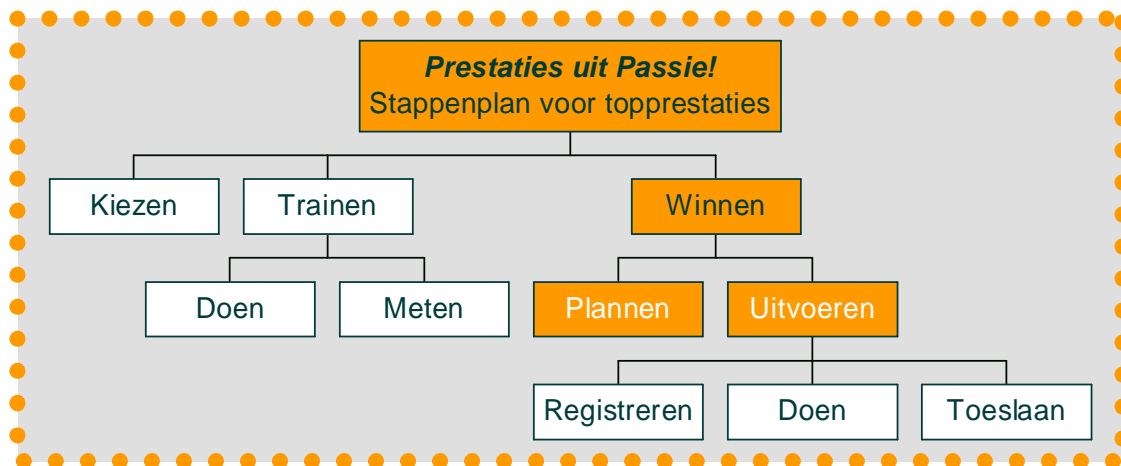 Prestaties uit Passie!
Stappenplan voor topprestaties
Kiezen
Trainen
Winnen
Doen
Meten
Plannen
Uitvoeren
Registreren
Doen
Toeslaan